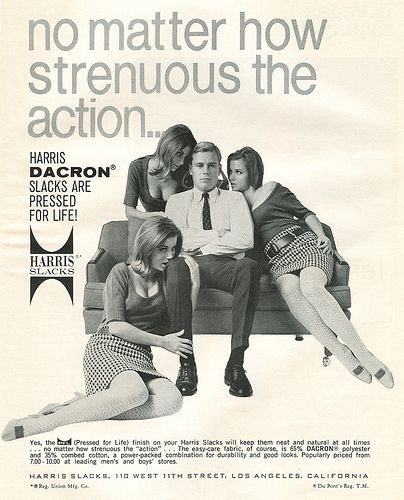 no matter how
strenuous the
action...
HARRIS
DACRON®
SLACKS ARE
PRESSED
FOR LIFE!
HARRIS
SLACKS
Yes, the (Pressed for Life) finish on your Harris Slacks will keep them neat and natural at all times
... no matter how strenuous the "action" ... The easy-care fabric, of course, is 65% DACRON® polyester
and 35% combed cotton, a power-packed combination for durability and good looks. Popularly priced from
7.00 - 10.00 at leading men's and boys' stores.
HARRIS SLACKS, 110 WEST 11TH STREET, LOS ANGELES, CALIFORNIA
*®Reg. Union Mfg. Co.
®Du Pont's Reg. T.M.